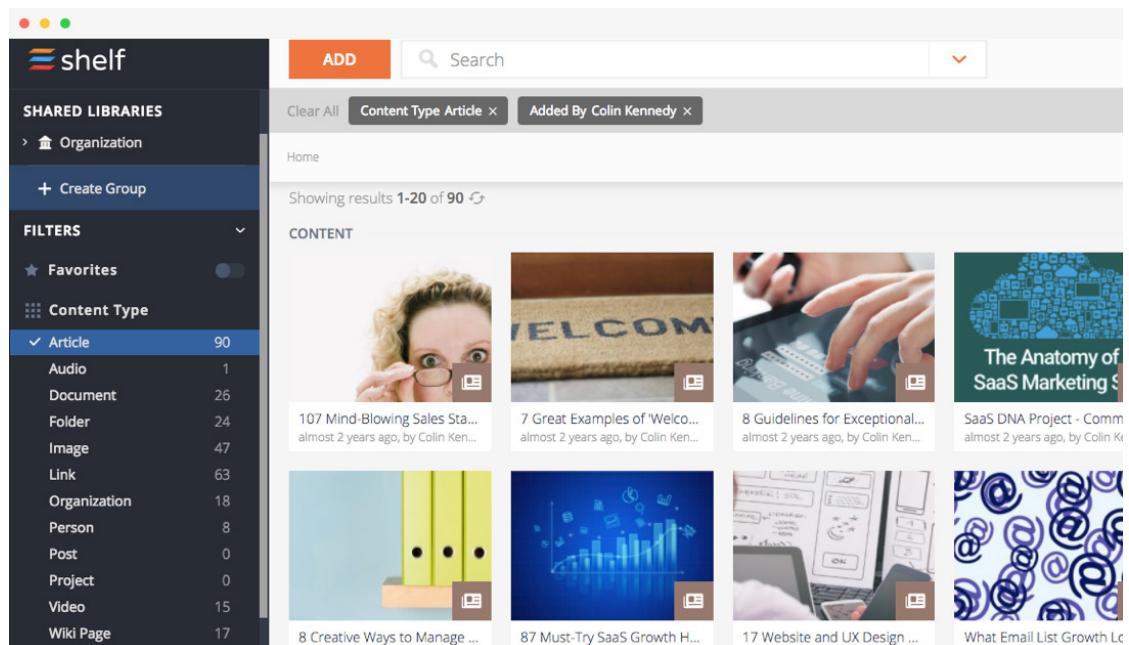 shelf
ADD
Search
SHARED LIBRARIES
Organization
+ Create Group
FILTERS
Favorites
Content Type
Article 90
Audio 1
Document 26
Folder 24
Image 47
Link 63
Organization 18
Person 8
Post 0
Project 0
Video 15
Wiki Page 17
Clear All Content Type Article × Added By Colin Kennedy ×
Home
Showing results 1-20 of 90
CONTENT
WELCOM
The Anatomy of
SaaS Marketing S
107 Mind-Blowing Sales Sta...
almost 2 years ago, by Colin Ken...
7 Great Examples of 'Welco...
almost 2 years ago, by Colin Ken...
8 Guidelines for Exceptional...
almost 2 years ago, by Colin Ken...
SaaS DNA Project - Comm
almost 2 years ago, by Colin Ke
OK
8 Creative Ways to Manage ...
87 Must-Try SaaS Growth H...
17 Website and UX Design ...
What Email List Growth Lo